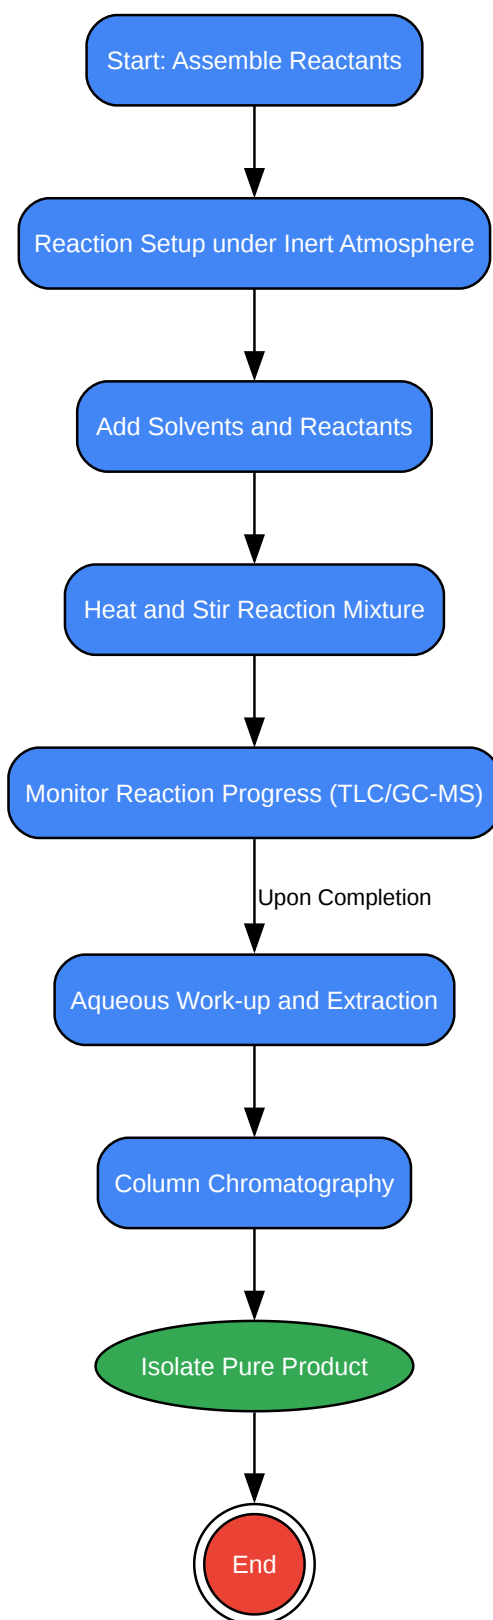 Start: Assemble Reactants
Reaction Setup under Inert Atmosphere
Add Solvents and Reactants
Heat and Stir Reaction Mixture
Monitor Reaction Progress (TLC/GC-MS)
Upon Completion
Aqueous Work-up and Extraction
Column Chromatography
Isolate Pure Product
End